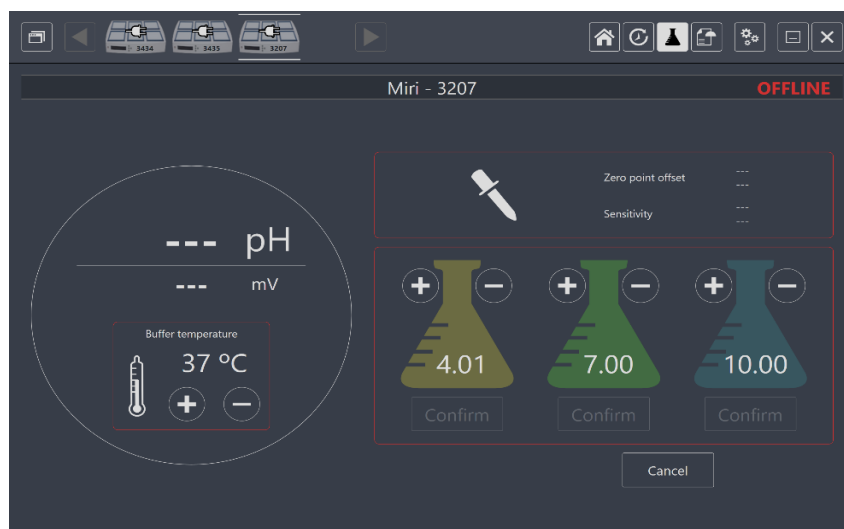 3434
3435
3207
Miri - 3207
OFFLINE
--- pH
--- mV
Buffer temperature
37 ºC
Zero point offset
---
---
Sensitivity
---
---
4.01
7.00
10.00
Confirm
Confirm
Confirm
Cancel